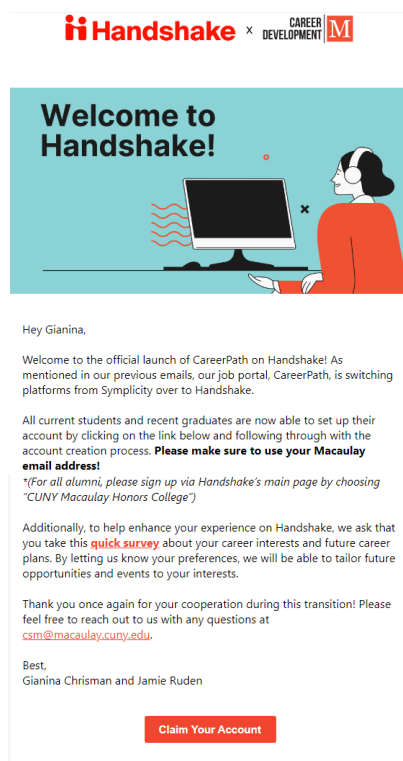 Handshake x CAREER DEVELOPMENT M
Welcome to
Handshake!
Hey Gianina,
Welcome to the official launch of CareerPath on Handshake! As
mentioned in our previous emails, our job portal, CareerPath, is switching
platforms from Symplicity over to Handshake.
All current students and recent graduates are now able to set up their
account by clicking on the link below and following through with the
account creation process. Please make sure to use your Macaulay
email address!
*(For all alumni, please sign up via Handshake’s main page by choosing
“CUNY Macaulay Honors College”)
Additionally, to help enhance your experience on Handshake, we ask that
you take this quick survey about your career interests and future career
plans. By letting us know your preferences, we will be able to tailor future
opportunities and events to your interests.
Thank you once again for your cooperation during this transition! Please
feel free to reach out to us with any questions at
csm@macaulay.cuny.edu.
Best,
Gianina Chrisman and Jamie Ruden
Claim Your Account